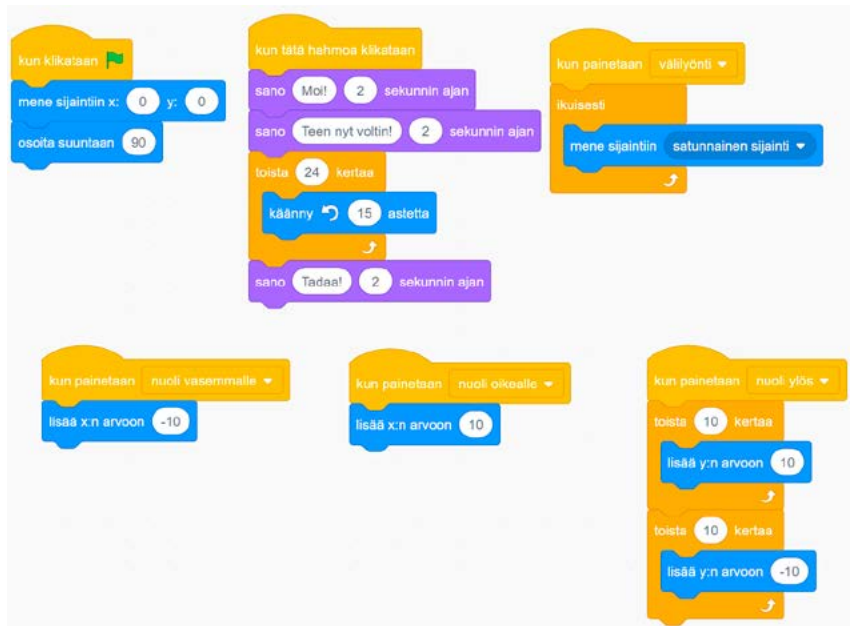 kun klikataan
mene sijaintiin x: 0 y: 0
osoita suuntaan 90
kun tätä hahmoa klikataan
sano Moi! 2 sekunnin ajan
sano Teen nyt voltin! 2 sekunnin ajan
toista 24 kertaa
käänny 15 astetta
sano Tadaa! 2 sekunnin ajan
kun painetaan välilyönti
ikuisesti
mene sijaintiin satunnainen sijainti
kun painetaan nuoli vasemmalle
lisää x:n arvoon -10
kun painetaan nuoli oikealle
lisää x:n arvoon 10
kun painetaan nuoli ylös
toista 10 kertaa
lisää y:n arvoon 10
toista 10 kertaa
lisää y:n arvoon -10